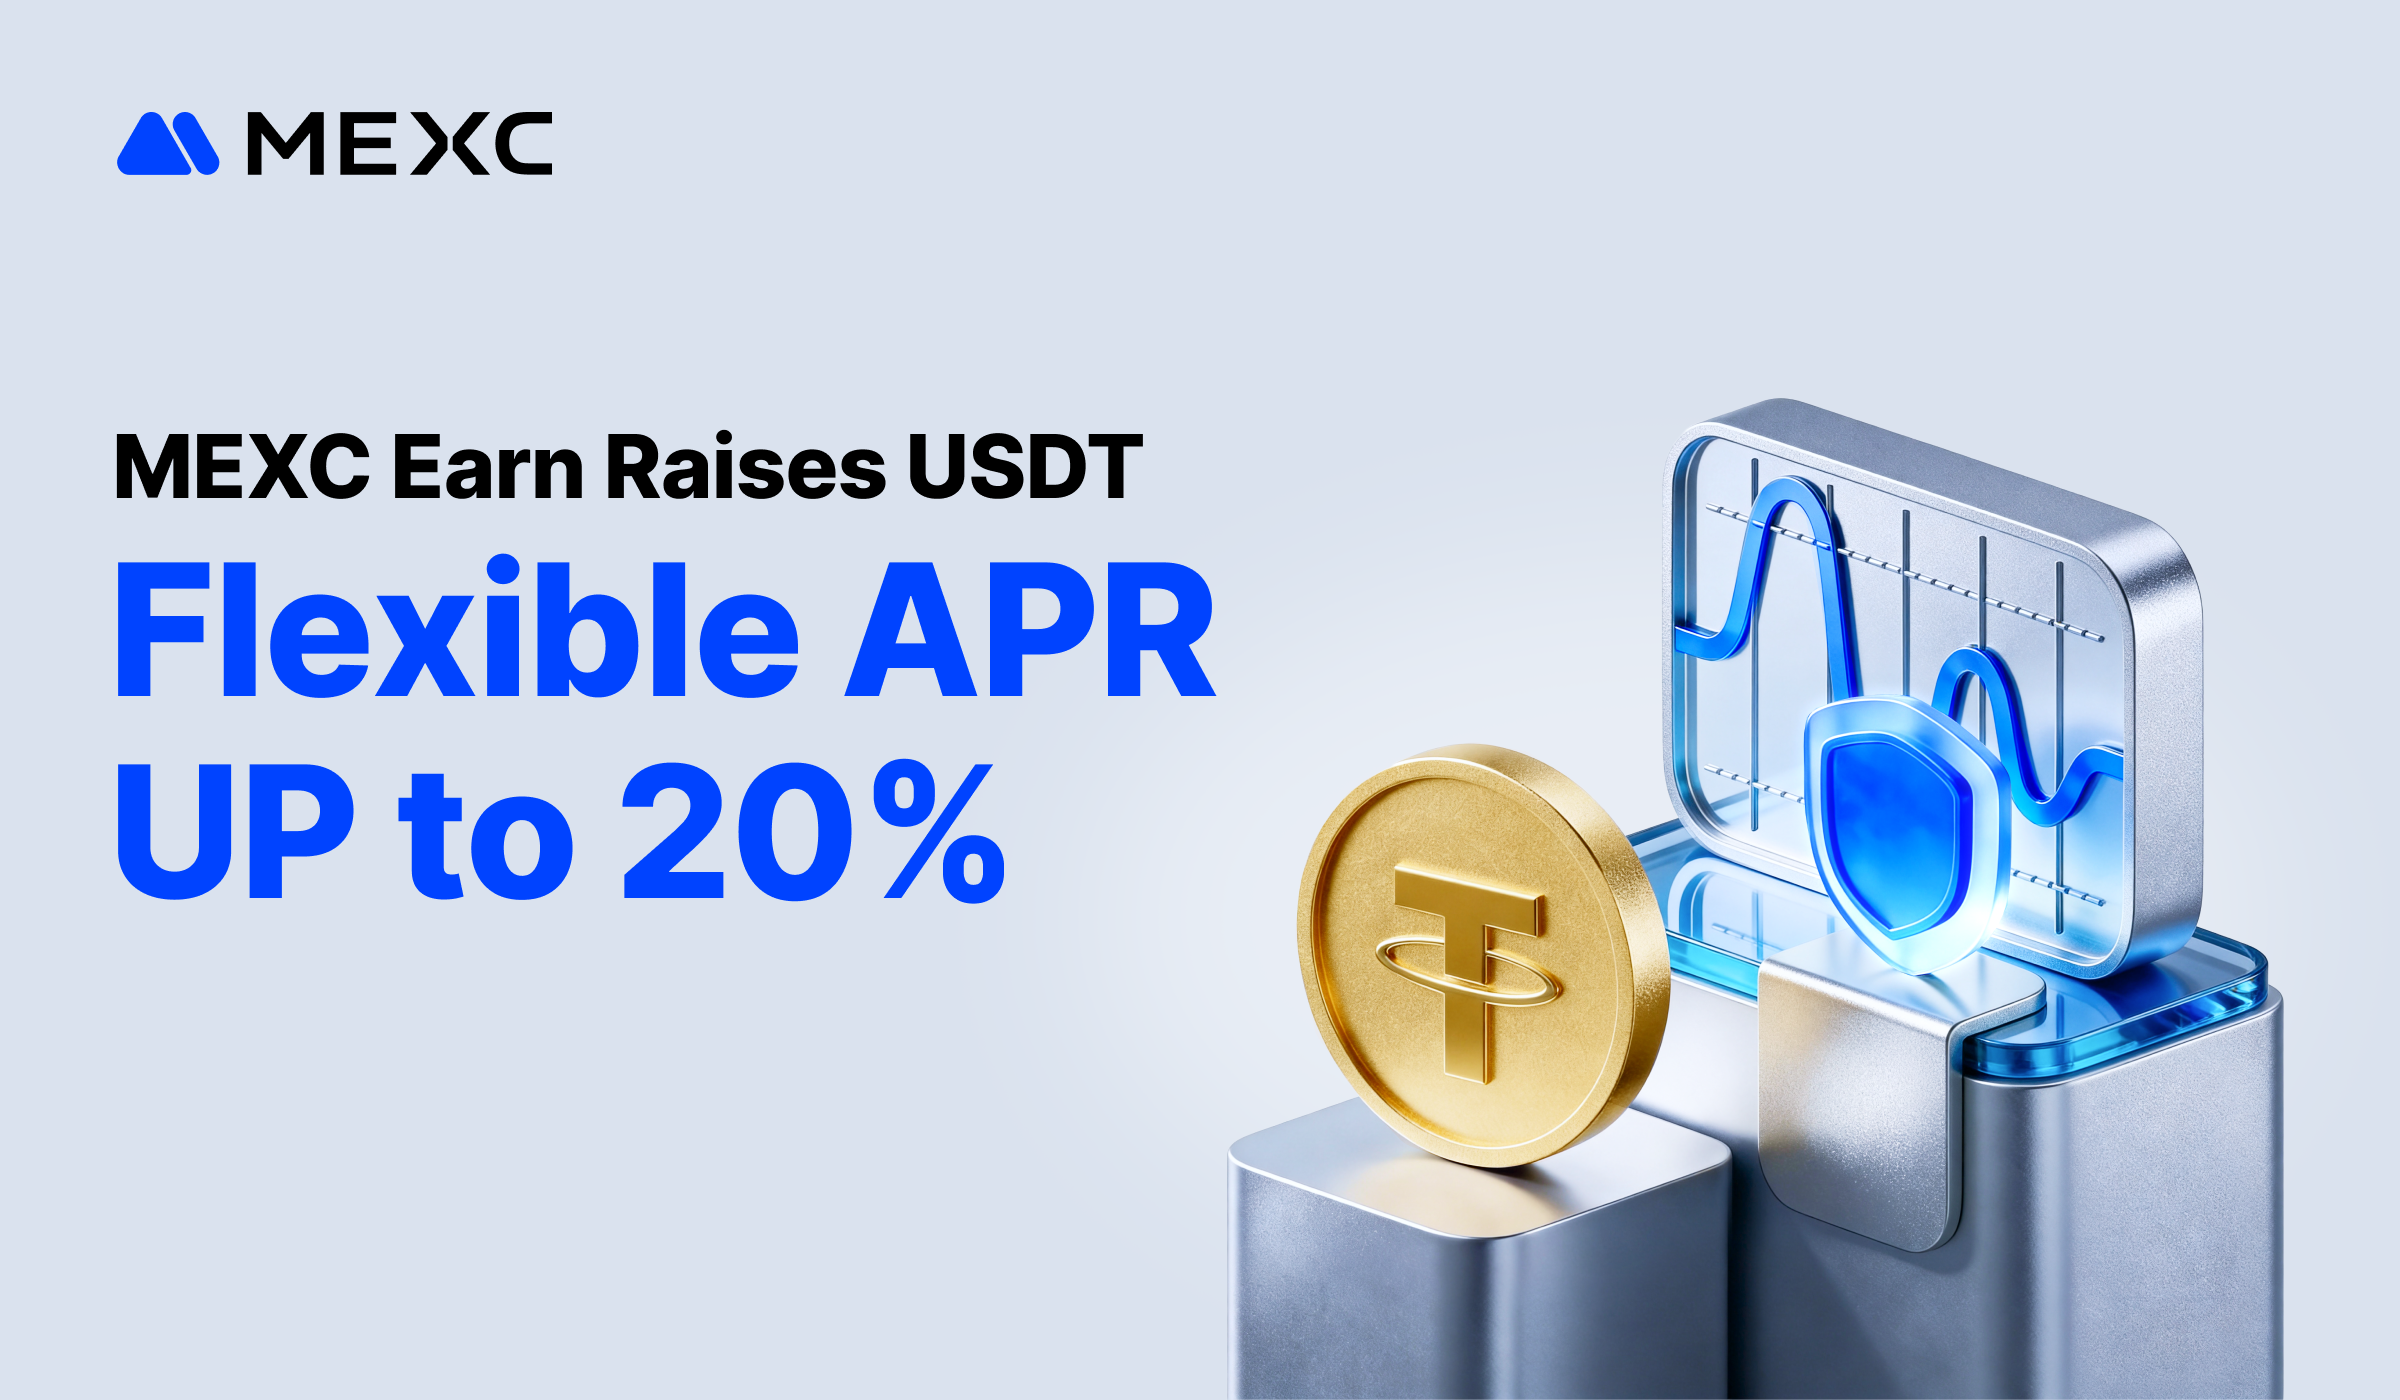 MEXC
MEXC Earn Raises USDT
Flexible APR
UP to 20%